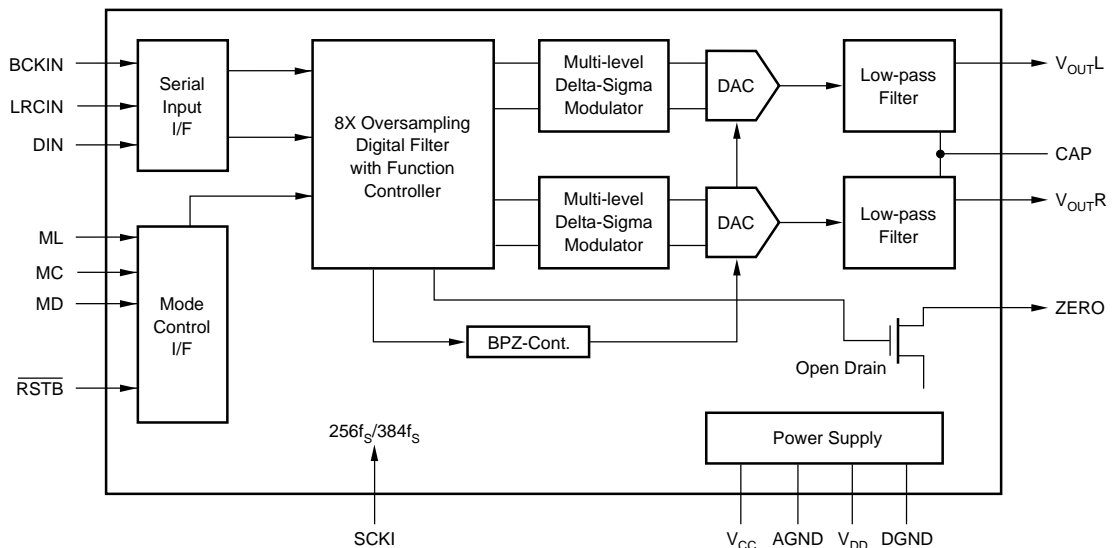 BCKIN
LRCIN
DIN
Serial
Input
I/F
ML
MC
MD
RSTB
Mode
Control
I/F
8X Oversampling
Digital Filter
with Function
Controller
Multi-level
Delta-Sigma
Modulator
DAC
Low-pass
Filter
VOUTL
CAP
Multi-level
Delta-Sigma
Modulator
DAC
Low-pass
Filter
VOUTR
BPZ-Cont.
Open Drain
ZERO
256fS/384fS
SCKI
Power Supply
VCC
AGND
VDD
DGND